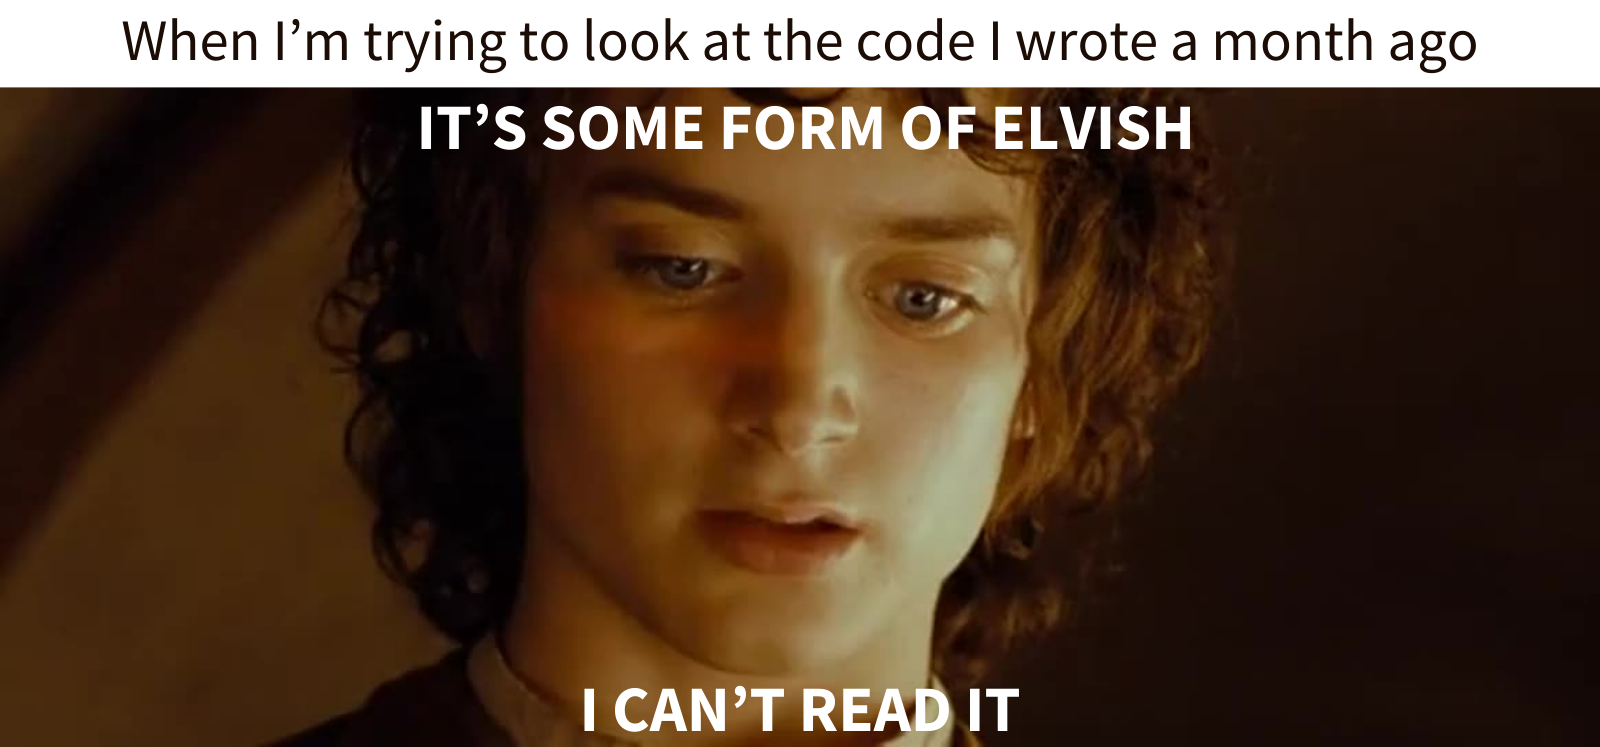 When I’m trying to look at the code I wrote a month ago
IT’S SOME FORM OF ELVISH
I CAN’T READ IT